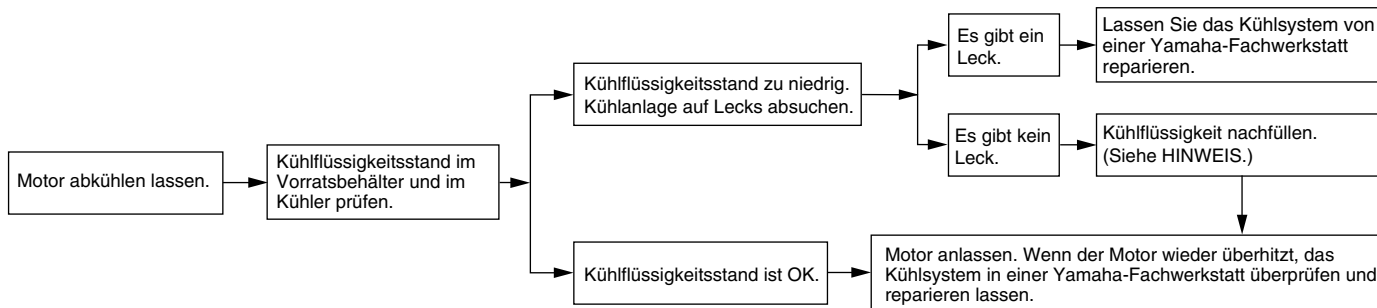 Motor abkühlen lassen.
Kühlflüssigkeitsstand im
Vorratsbehälter und im
Kühler prüfen.
Kühlflüssigkeitsstand zu niedrig.
Kühlanlage auf Lecks absuchen.
Es gibt ein
Leck.
Lassen Sie das Kühlsystem von
einer Yamaha-Fachwerkstatt
reparieren.
Es gibt kein
Leck.
Kühlflüssigkeit nachfüllen.
(Siehe HINWEIS.)
Kühlflüssigkeitsstand ist OK.
Motor anlassen. Wenn der Motor wieder überhitzt, das
Kühlsystem in einer Yamaha-Fachwerkstatt überprüfen und
reparieren lassen.